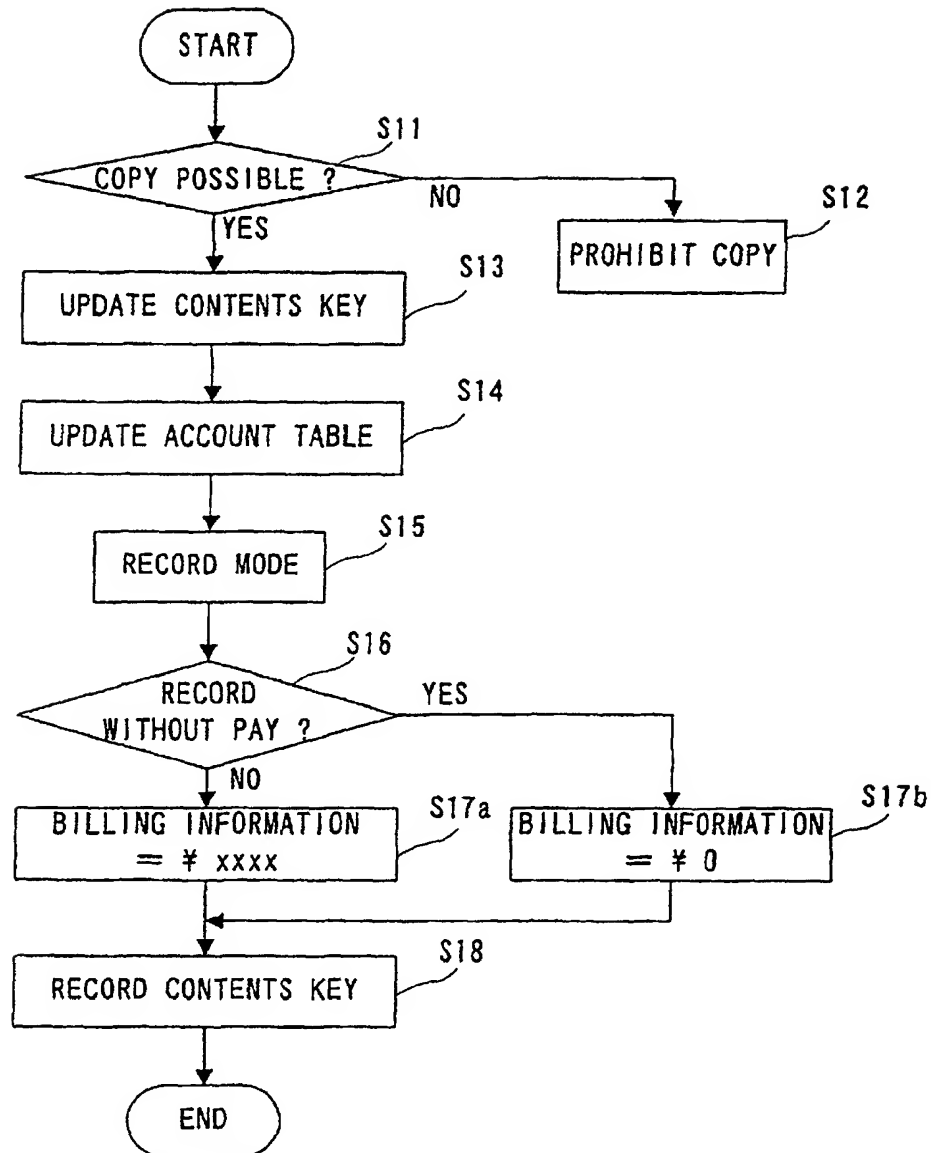 START
S11
COPY POSSIBLE ?
NO
S12
YES
PROHIBIT COPY
S13
UPDATE CONTENTS KEY
S14
UPDATE ACCOUNT TABLE
S15
RECORD MODE
S16
RECORD
WITHOUT PAY ?
YES
NO
S17a
S17b
BILLING INFORMATION
= ¥ xxxx
BILLING INFORMATION
= ¥ 0
S18
RECORD CONTENTS KEY
END